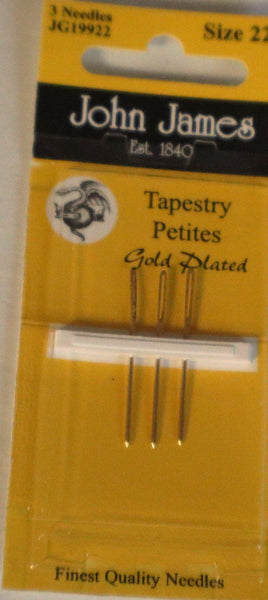 3 Needles Size 22
JG19922
John James
Est. 1840
Tapestry
Petites
Gold Plated
Finest Quality Needles